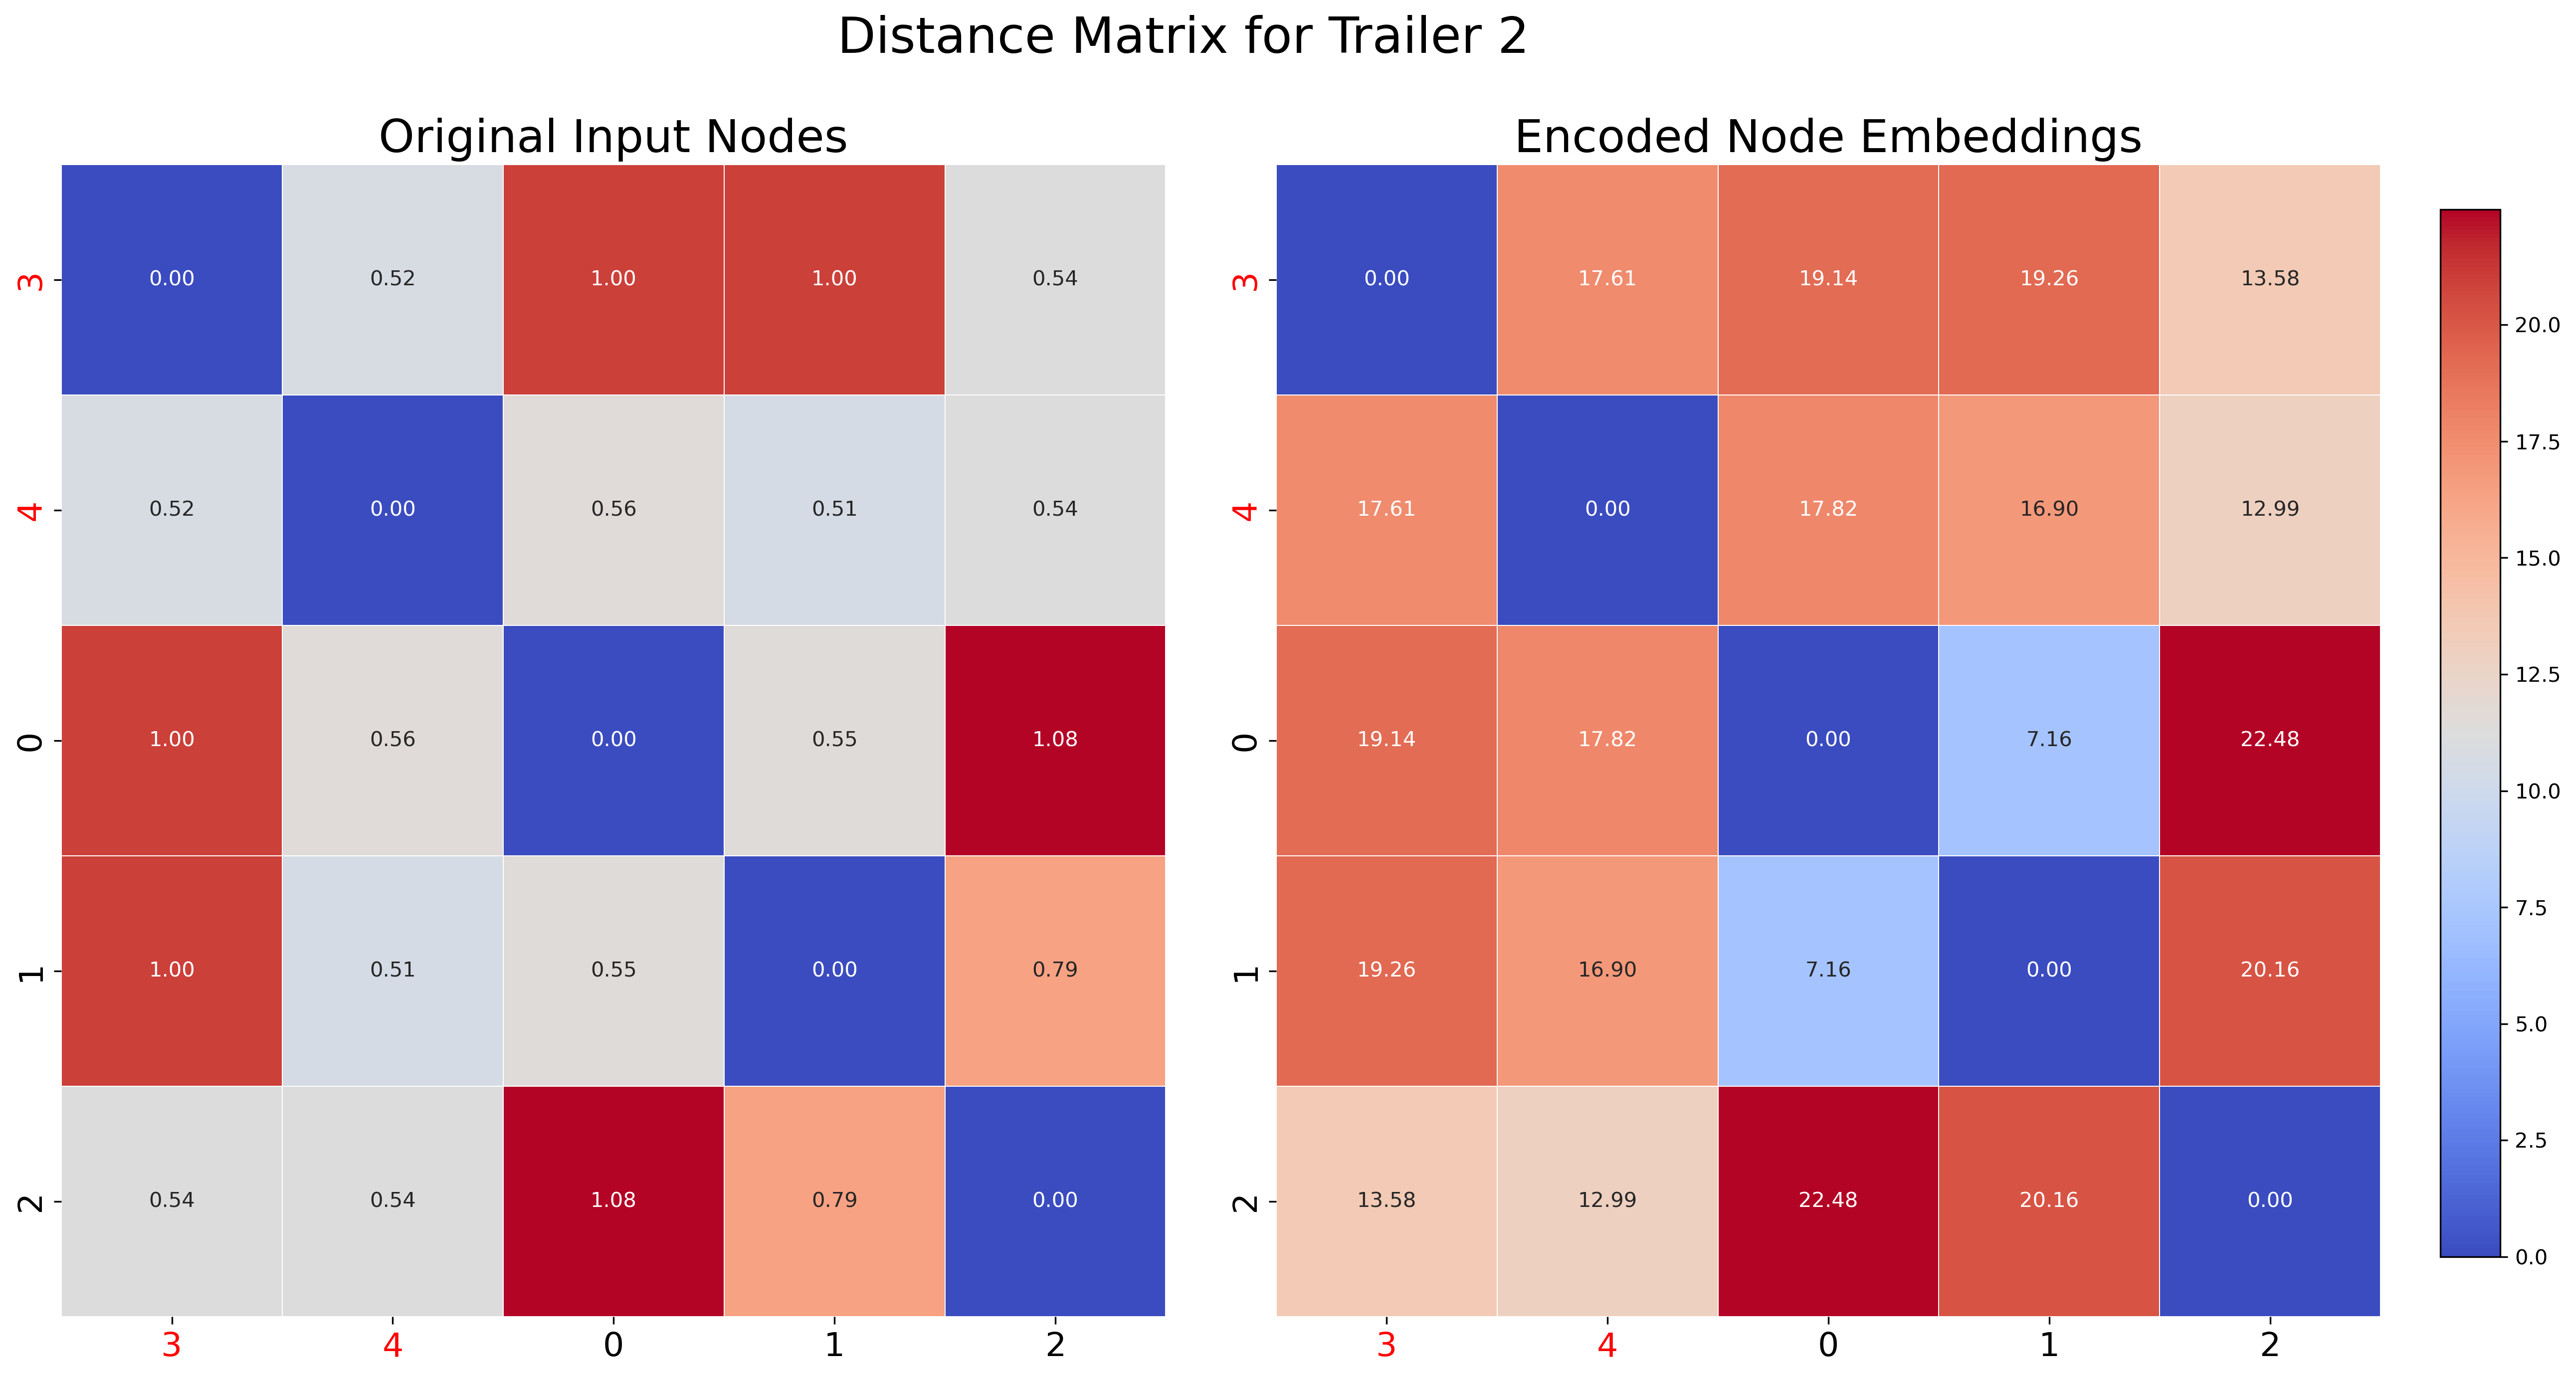 Distance Matrix for Trailer 2
Original Input Nodes
3 0.00 0.52 1.00 1.00 0.54
4 0.52 0.00 0.56 0.51 0.54
0 1.00 0.56 0.00 0.55 1.08
1 1.00 0.51 0.55 0.00 0.79
2 0.54 0.54 1.08 0.79 0.00
3 4 0 1 2
Encoded Node Embeddings
3 0.00 17.61 19.14 19.26 13.58
4 17.61 0.00 17.82 16.90 12.99
0 19.14 17.82 0.00 7.16 22.48
1 19.26 16.90 7.16 0.00 20.16
2 13.58 12.99 22.48 20.16 0.00
3 4 0 1 2
20.0
17.5
15.0
12.5
10.0
7.5
5.0
2.5
0.0